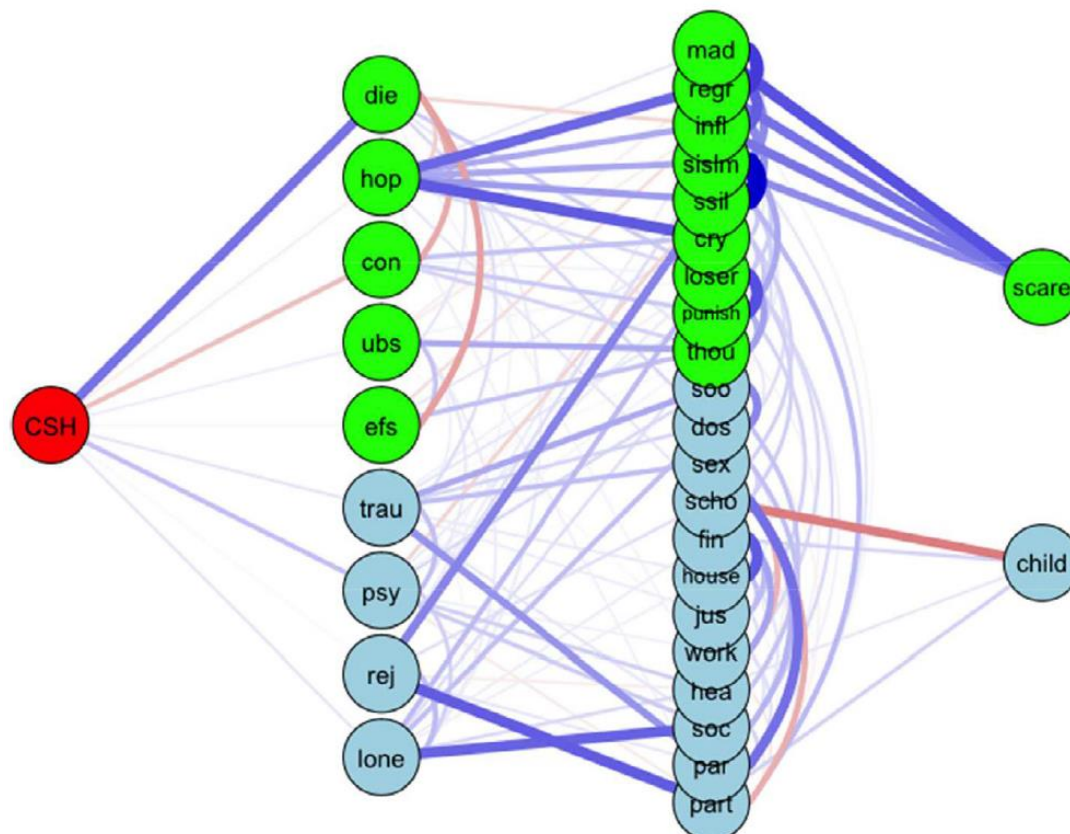 CSH
die
hop
con
ubs
efs
trau
psy
rej
lone
mad
regr
infl
sislm
ssil
cry
loser
punish
thou
soo
dos
sex
scho
fin
house
jus
work
hea
soc
par
part
scare
child